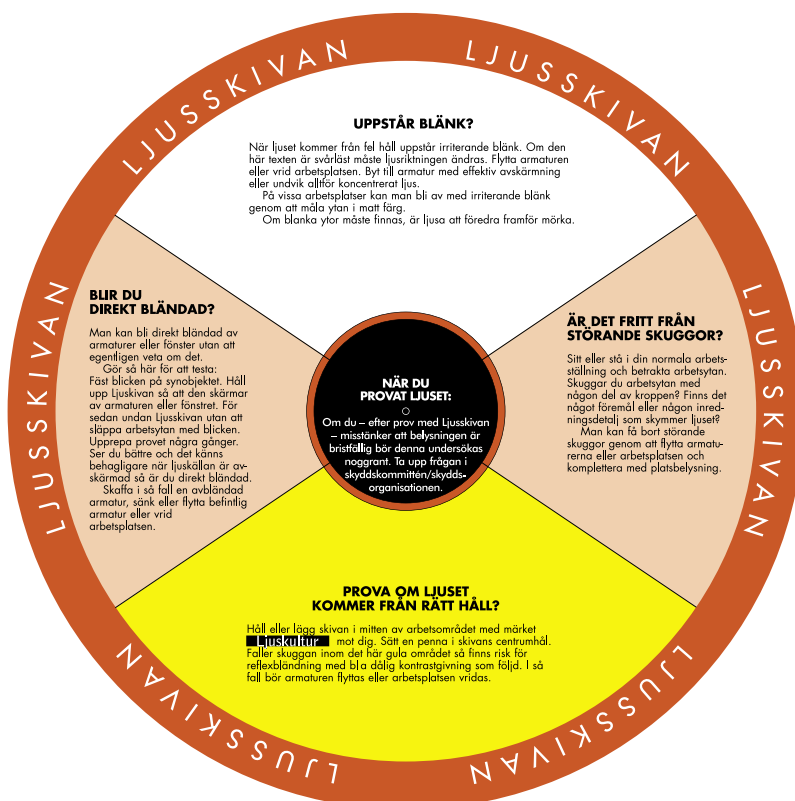 LJUSSKIVAN LJUSSKIVAN
UPPSTÅR BLÄNK?
När ljuset kommer från fel håll uppstår irriterande blänk. Om den
här texten är svårläst måste ljusriktningen ändras. Flytta armaturen
eller vrid arbetsplatsen. Byt till armatur med effektiv avskärmning
eller undvik alltför koncentrerat ljus.
På vissa arbetsplatser kan man bli av med irriterande blänk
genom att måla ytan i matt färg.
Om blanka ytor måste finnas, är ljusa att föredra framför mörka.
LJUSSKIVAN
BLIR DU
DIREKT BLÄNDAD?
Man kan bli direkt bländad av
armaturer eller fönster utan att
egentligen veta om det.
Gör så här för att testa:
Fäst blicken på synobjektet. Håll
upp Ljuskivan så att den skärmar
av armaturen eller fönstret. För
sedan undan Ljusskivan utan att
släppa arbetsytan med blicken.
Upprepa provet några gånger.
Ser du bättre och det känns
behagligare när ljuskällan är av-
skärmad så är du direkt bländad.
Skaffa i så fall en avbländad
armatur, sänk eller flytta befintlig
armatur eller vrid
arbetsplatsen.
NÄR DU
PROVAT LJUSET:
Om du – efter prov med Ljusskivan
– misstänker att belysningen är
bristfällig bör denna undersökas
noggrant. Ta upp frågan i
skyddskommittén/skydds-
organisationen.
ÄR DET FRITT FRÅN
STÖRANDE SKUGGOR?
Sitt eller stå i din normala arbets-
ställning och betrakta arbetsytan.
Skuggar du arbetsytan med
någon del av kroppen? Finns det
något föremål eller någon inred-
ningsdetalj som skymmer ljuset?
Man kan få bort störande
skuggor genom att flytta armatu-
rerna eller arbetsplatsen och
komplettera med platsbelysning.
LJUSSKIVAN
PROVA OM LJUSET
KOMMER FRÅN RÄTT HÅLL?
Håll eller lägg skivan i mitten av arbetsområdet med märket
Ljuskultur mot dig. Sätt en penna i skivans centrumhål.
Faller skuggan inom det här gula området så finns risk för
reflexbländning med bl a dålig kontrastgivning som följd. I så
fall bör armaturen flyttas eller arbetsplatsen vridas.
LJUSSKIVAN LJUSSKIVAN